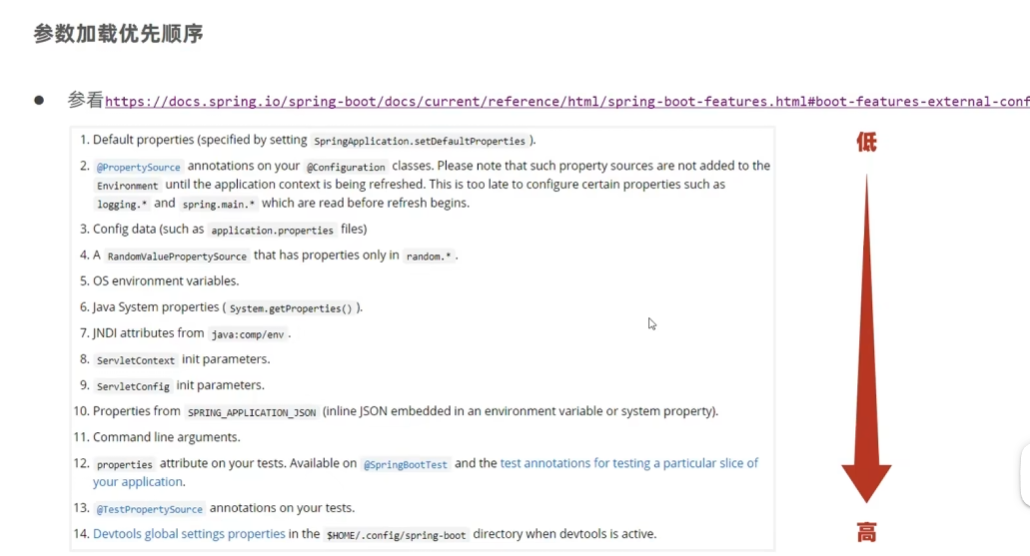 参数加载优先顺序
● 参看https://docs.spring.io/spring-boot/docs/current/reference/html/spring-boot-features.html#boot-features-external-conf
低
1. Default properties (specified by setting SpringApplication.setDefaultProperties ).
2. @PropertySource annotations on your @Configuration classes. Please note that such property sources are not added to the
Environment until the application context is being refreshed. This is too late to configure certain properties such as
logging.* and spring.main.* which are read before refresh begins.
3. Config data (such as application.properties files)
4. A RandomValuePropertySource that has properties only in random.* .
5. OS environment variables.
6. Java System properties ( System.getProperties() ).
7. JNDI attributes from java:comp/env .
8. ServletContext init parameters.
9. ServletConfig init parameters.
10. Properties from SPRING_APPLICATION_JSON (inline JSON embedded in an environment variable or system property).
11. Command line arguments.
12. properties attribute on your tests. Available on @SpringBootTest and the test annotations for testing a particular slice of
your application.
13. @TestPropertySource annotations on your tests.
14. Devtools global settings properties in the $HOME/.config/spring-boot directory when devtools is active.
高